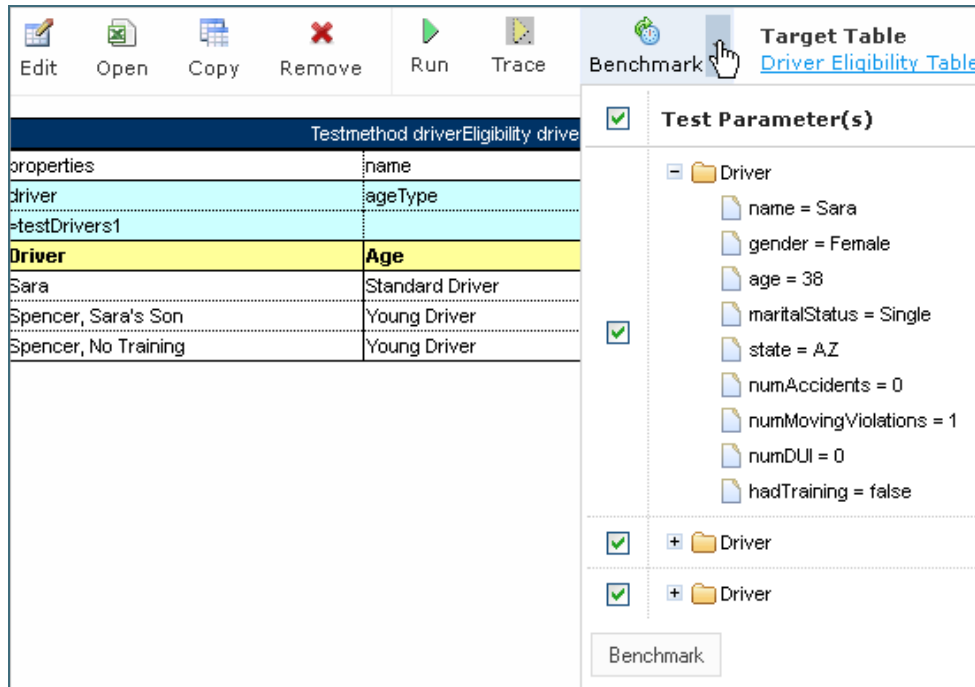 Edit Open Copy Remove Run Trace Benchmark
Target Table
Driver Eligibility Table
Testmethod driverEligibility drive
properties name
driver ageType
=testDrivers1
Driver Age
Sara Standard Driver
Spencer, Sara's Son Young Driver
Spencer, No Training Young Driver
Test Parameter(s)
Driver
name = Sara
gender = Female
age = 38
maritalStatus = Single
state = AZ
numAccidents = 0
numMovingViolations = 1
numDUI = 0
hadTraining = false
Driver
Driver
Benchmark